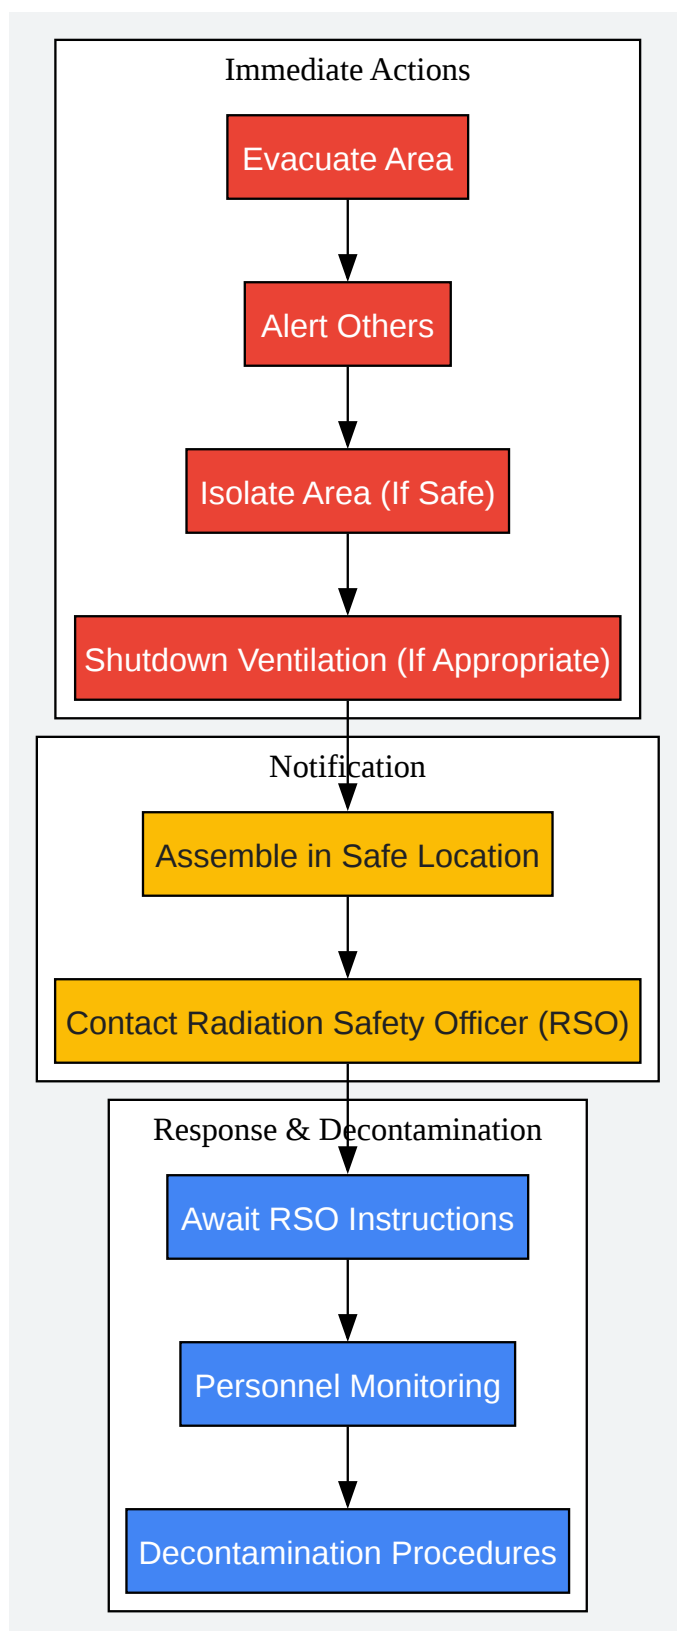 Immediate Actions
Evacuate Area
Alert Others
Isolate Area (If Safe)
Shutdown Ventilation (If Appropriate)
Notification
Assemble in Safe Location
Contact Radiation Safety Officer (RSO)
Response & Decontamination
Await RSO Instructions
Personnel Monitoring
Decontamination Procedures